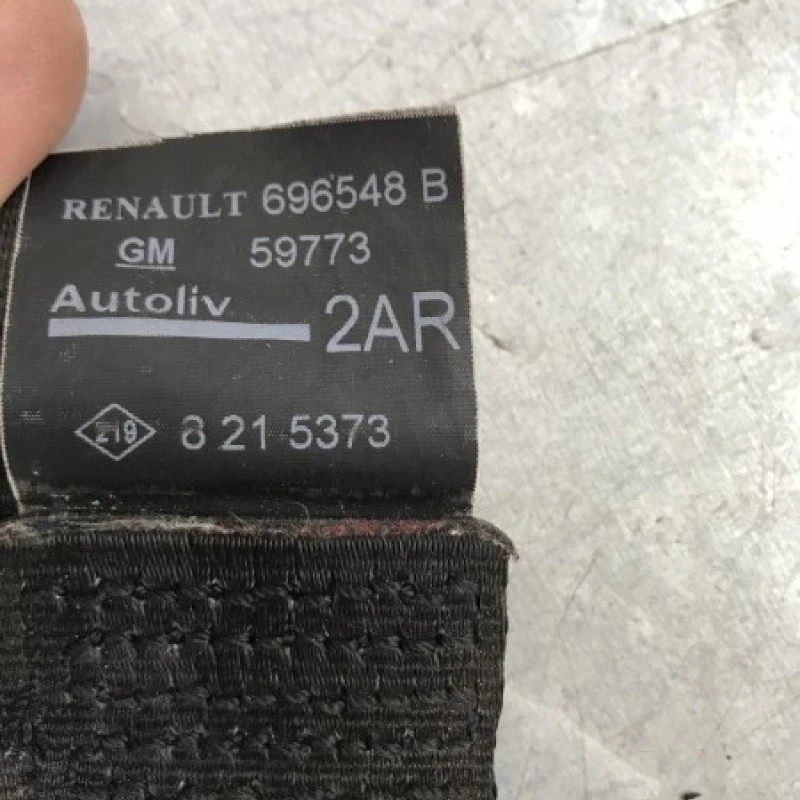 RENAULT 696548 B
GM 59773
Autoliv 2AR
219 8 21 5373